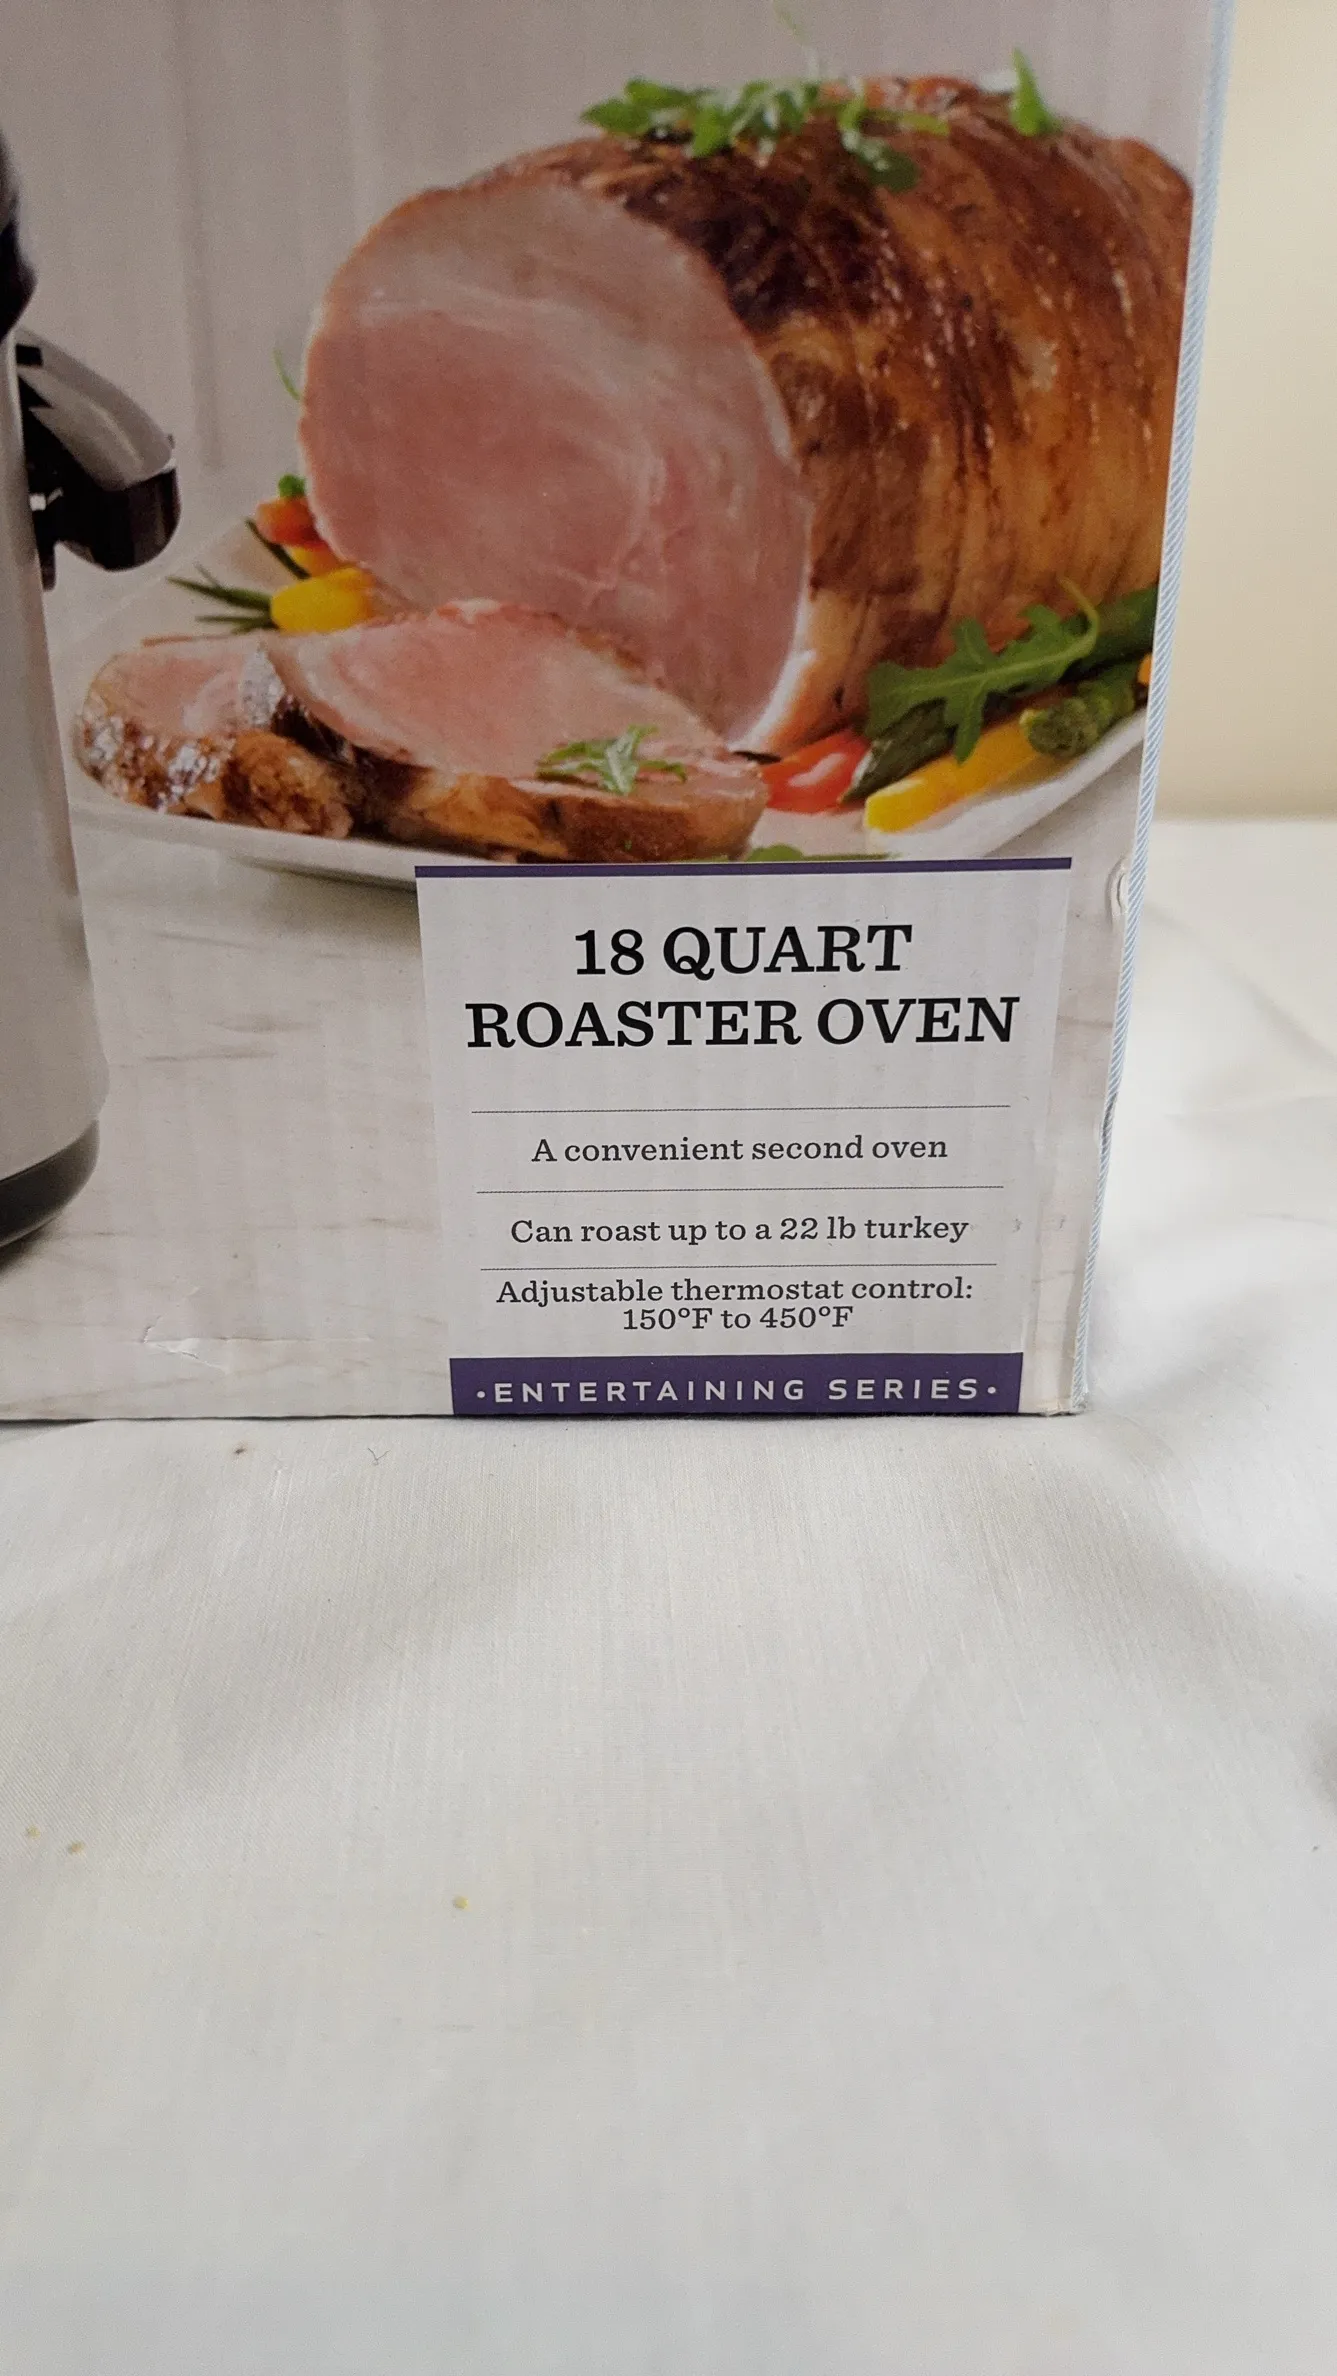 18 QUART
ROASTER OVEN
A convenient second oven
Can roast up to a 22 lb turkey
Adjustable thermostat control:
150°F to 450°F
•ENTERTAINING SERIES•